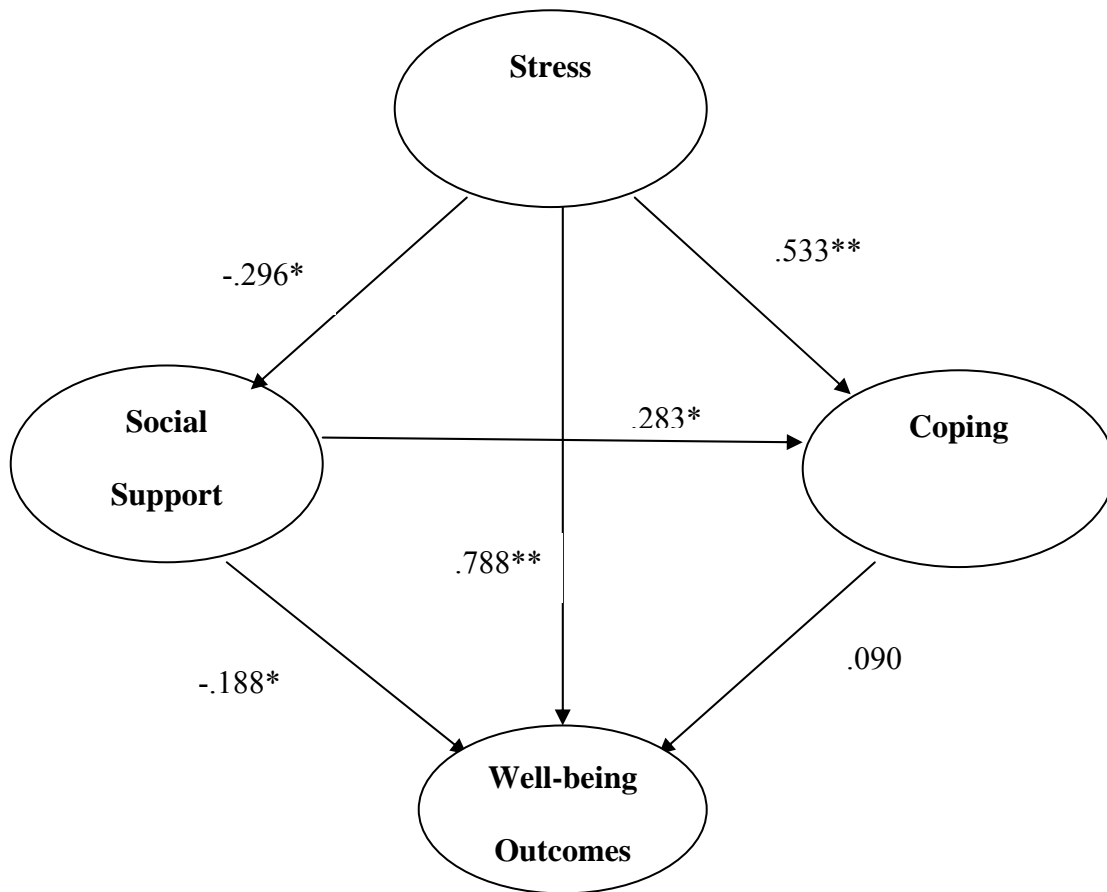 Stress
.533**
-.296*
Social
Support
.283*
Coping
.788**
.090
-.188*
Well-being
Outcomes